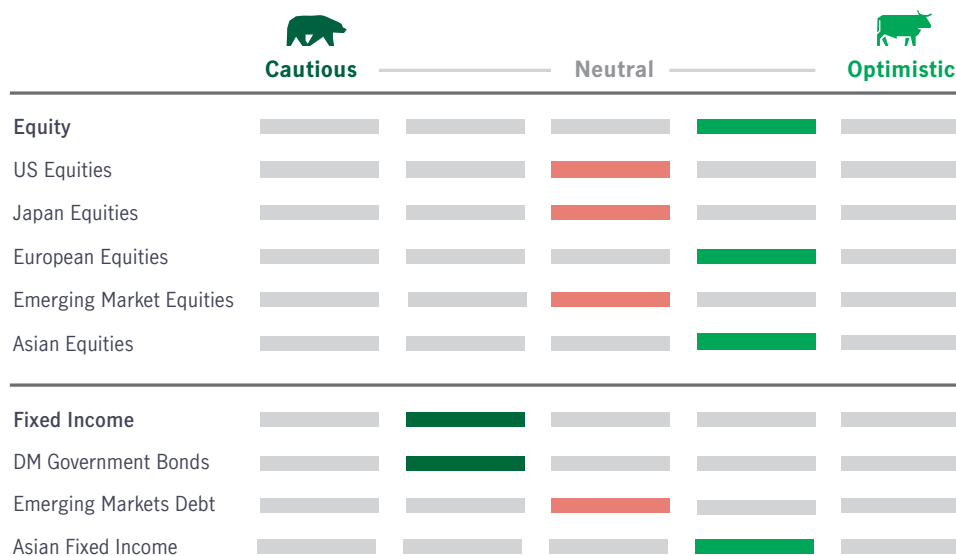 Cautious Neutral Optimistic
Equity
US Equities
Japan Equities
European Equities
Emerging Market Equities
Asian Equities
Fixed Income
DM Government Bonds
Emerging Markets Debt
Asian Fixed Income